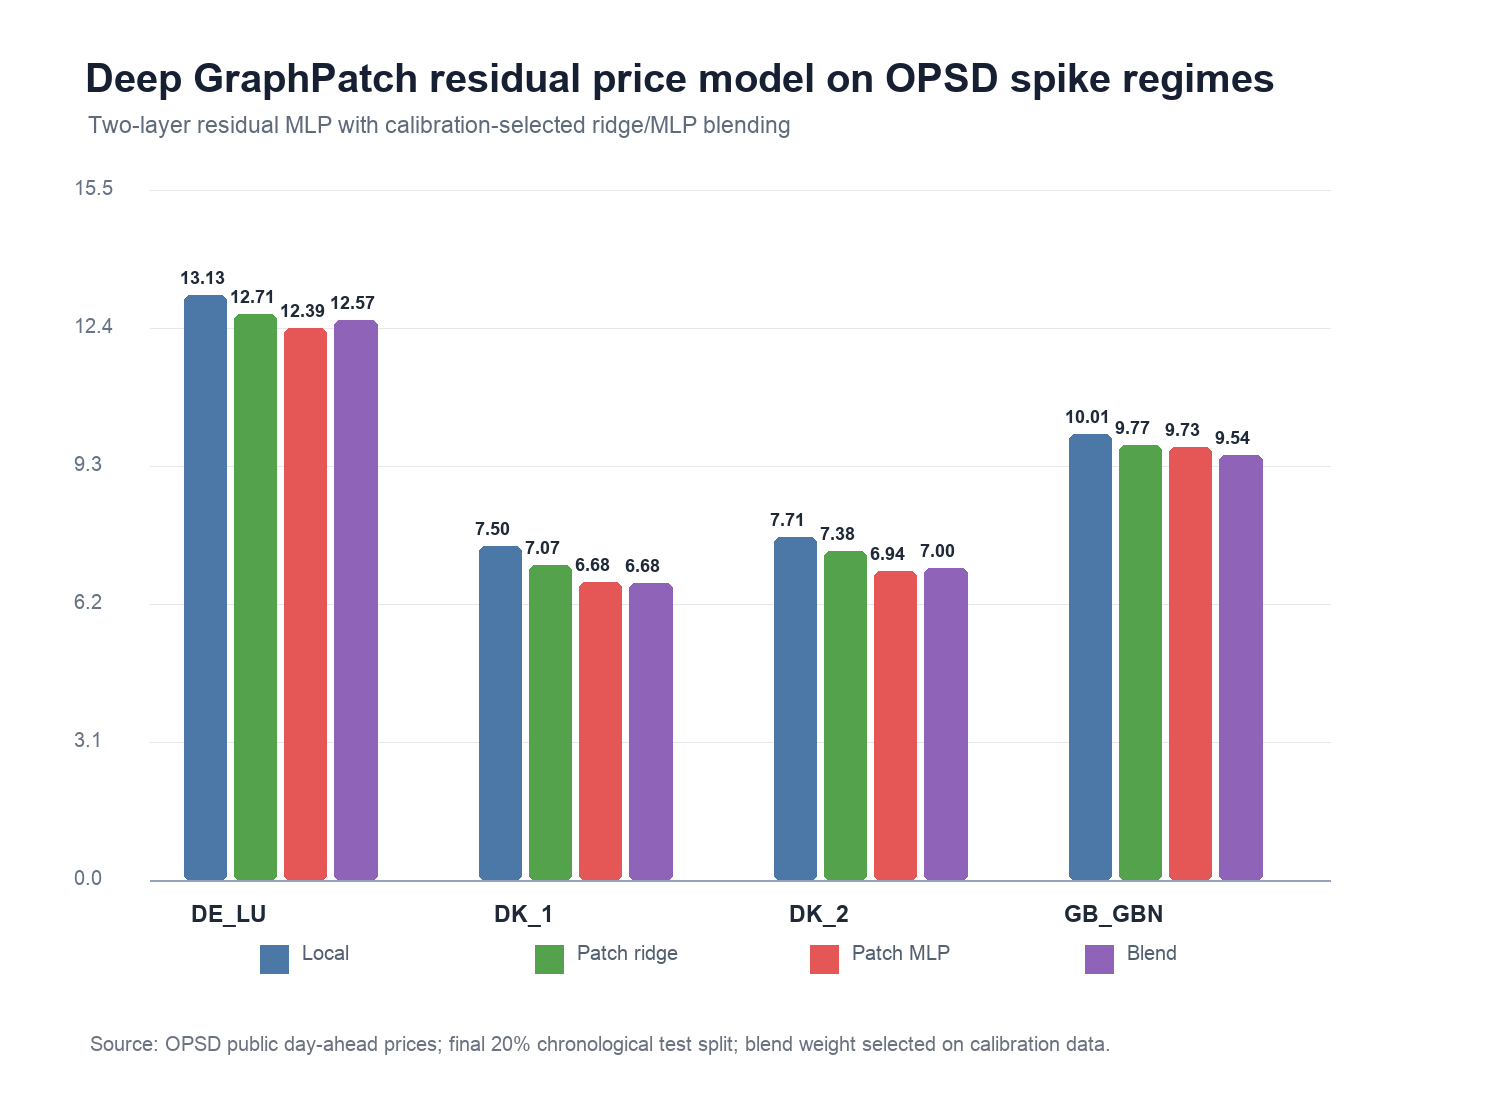 Deep GraphPatch residual price model on OPSD spike regimes
Two-layer residual MLP with calibration-selected ridge/MLP blending
15.5
12.4
9.3
6.2
3.1
0.0
13.13 12.71 12.39 12.57
7.50 7.07 6.68 6.68
7.71 7.38 6.94 7.00
10.01 9.77 9.73 9.54
DE_LU DK_1 DK_2 GB_GBN
Local Patch ridge Patch MLP Blend
Source: OPSD public day-ahead prices; final 20% chronological test split; blend weight selected on calibration data.